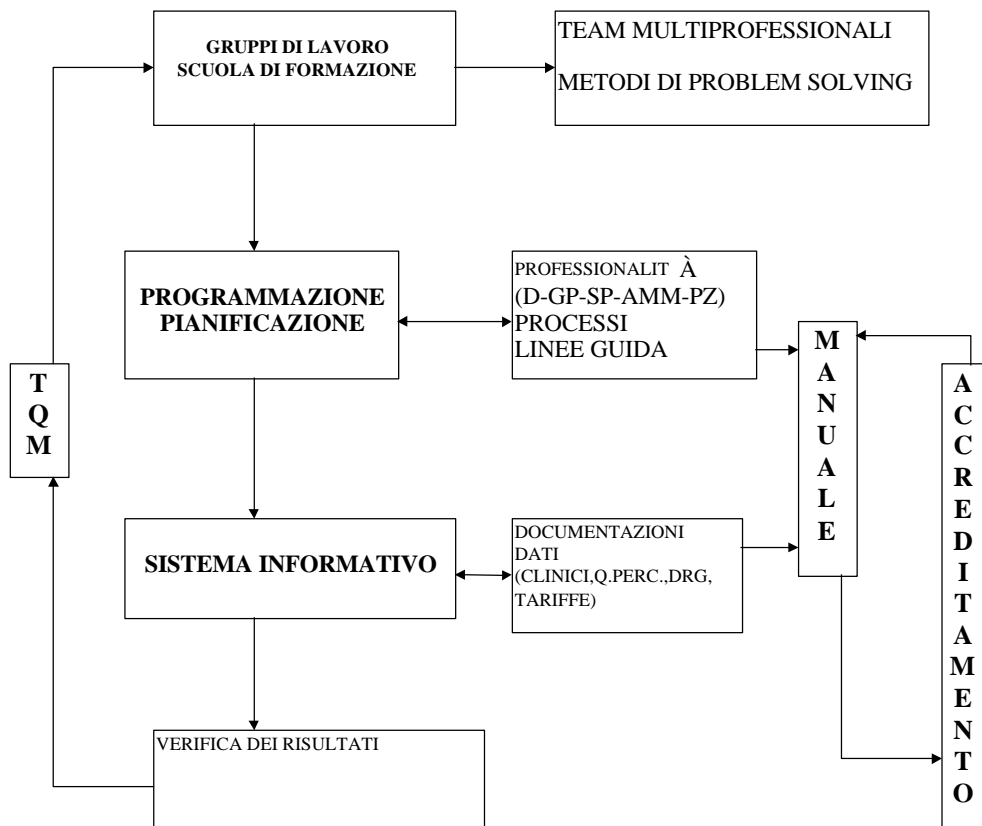 GRUPPI DI LAVORO
SCUOLA DI FORMAZIONE
TEAM MULTIPROFESSIONALI
METODI DI PROBLEM SOLVING
PROGRAMMAZIONE
PIANIFICAZIONE
PROFESSIONALIT À
(D-GP-SP-AMM-PZ)
PROCESSI
LINEE GUIDA
M
A
N
U
A
L
E
T
Q
M
A
C
C
R
E
D
I
T
A
M
E
N
T
O
SISTEMA INFORMATIVO
DOCUMENTAZIONI
DATI
(CLINICI,Q.PERC.,DRG,
TARIFFE)
VERIFICA DEI RISULTATI